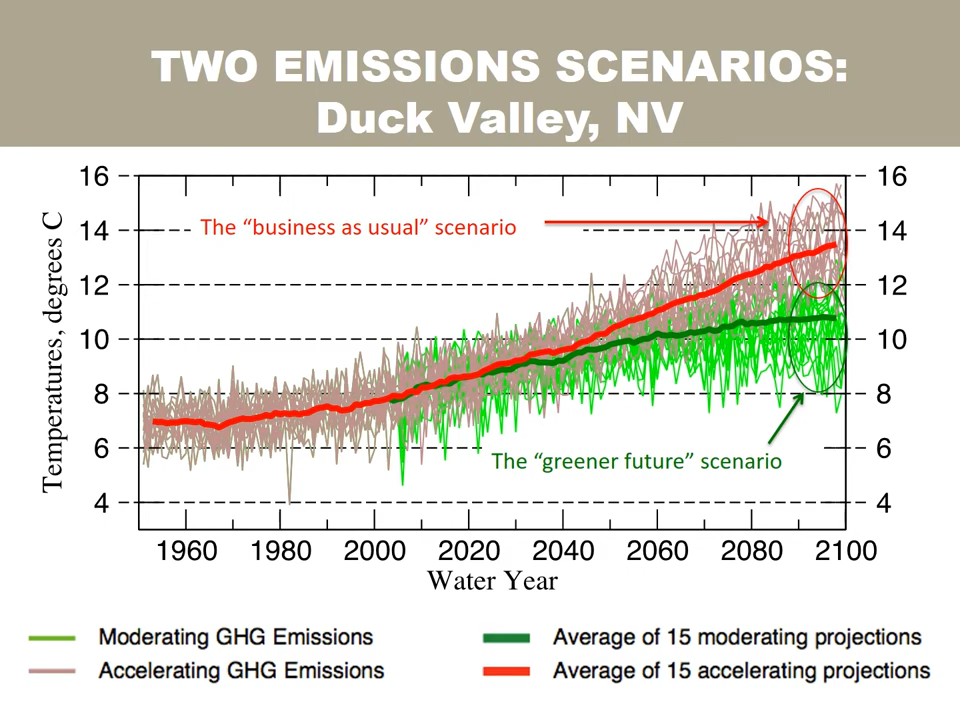 TWO EMISSIONS SCENARIOS:
Duck Valley, NV
16
14
12
10
8
6
4
16
14
12
10
8
6
4
Temperatures, degrees C
The “business as usual” scenario
The “greener future” scenario
1960 1980 2000 2020 2040 2060 2080 2100
Water Year
Moderating GHG Emissions
Average of 15 moderating projections
Accelerating GHG Emissions
Average of 15 accelerating projections